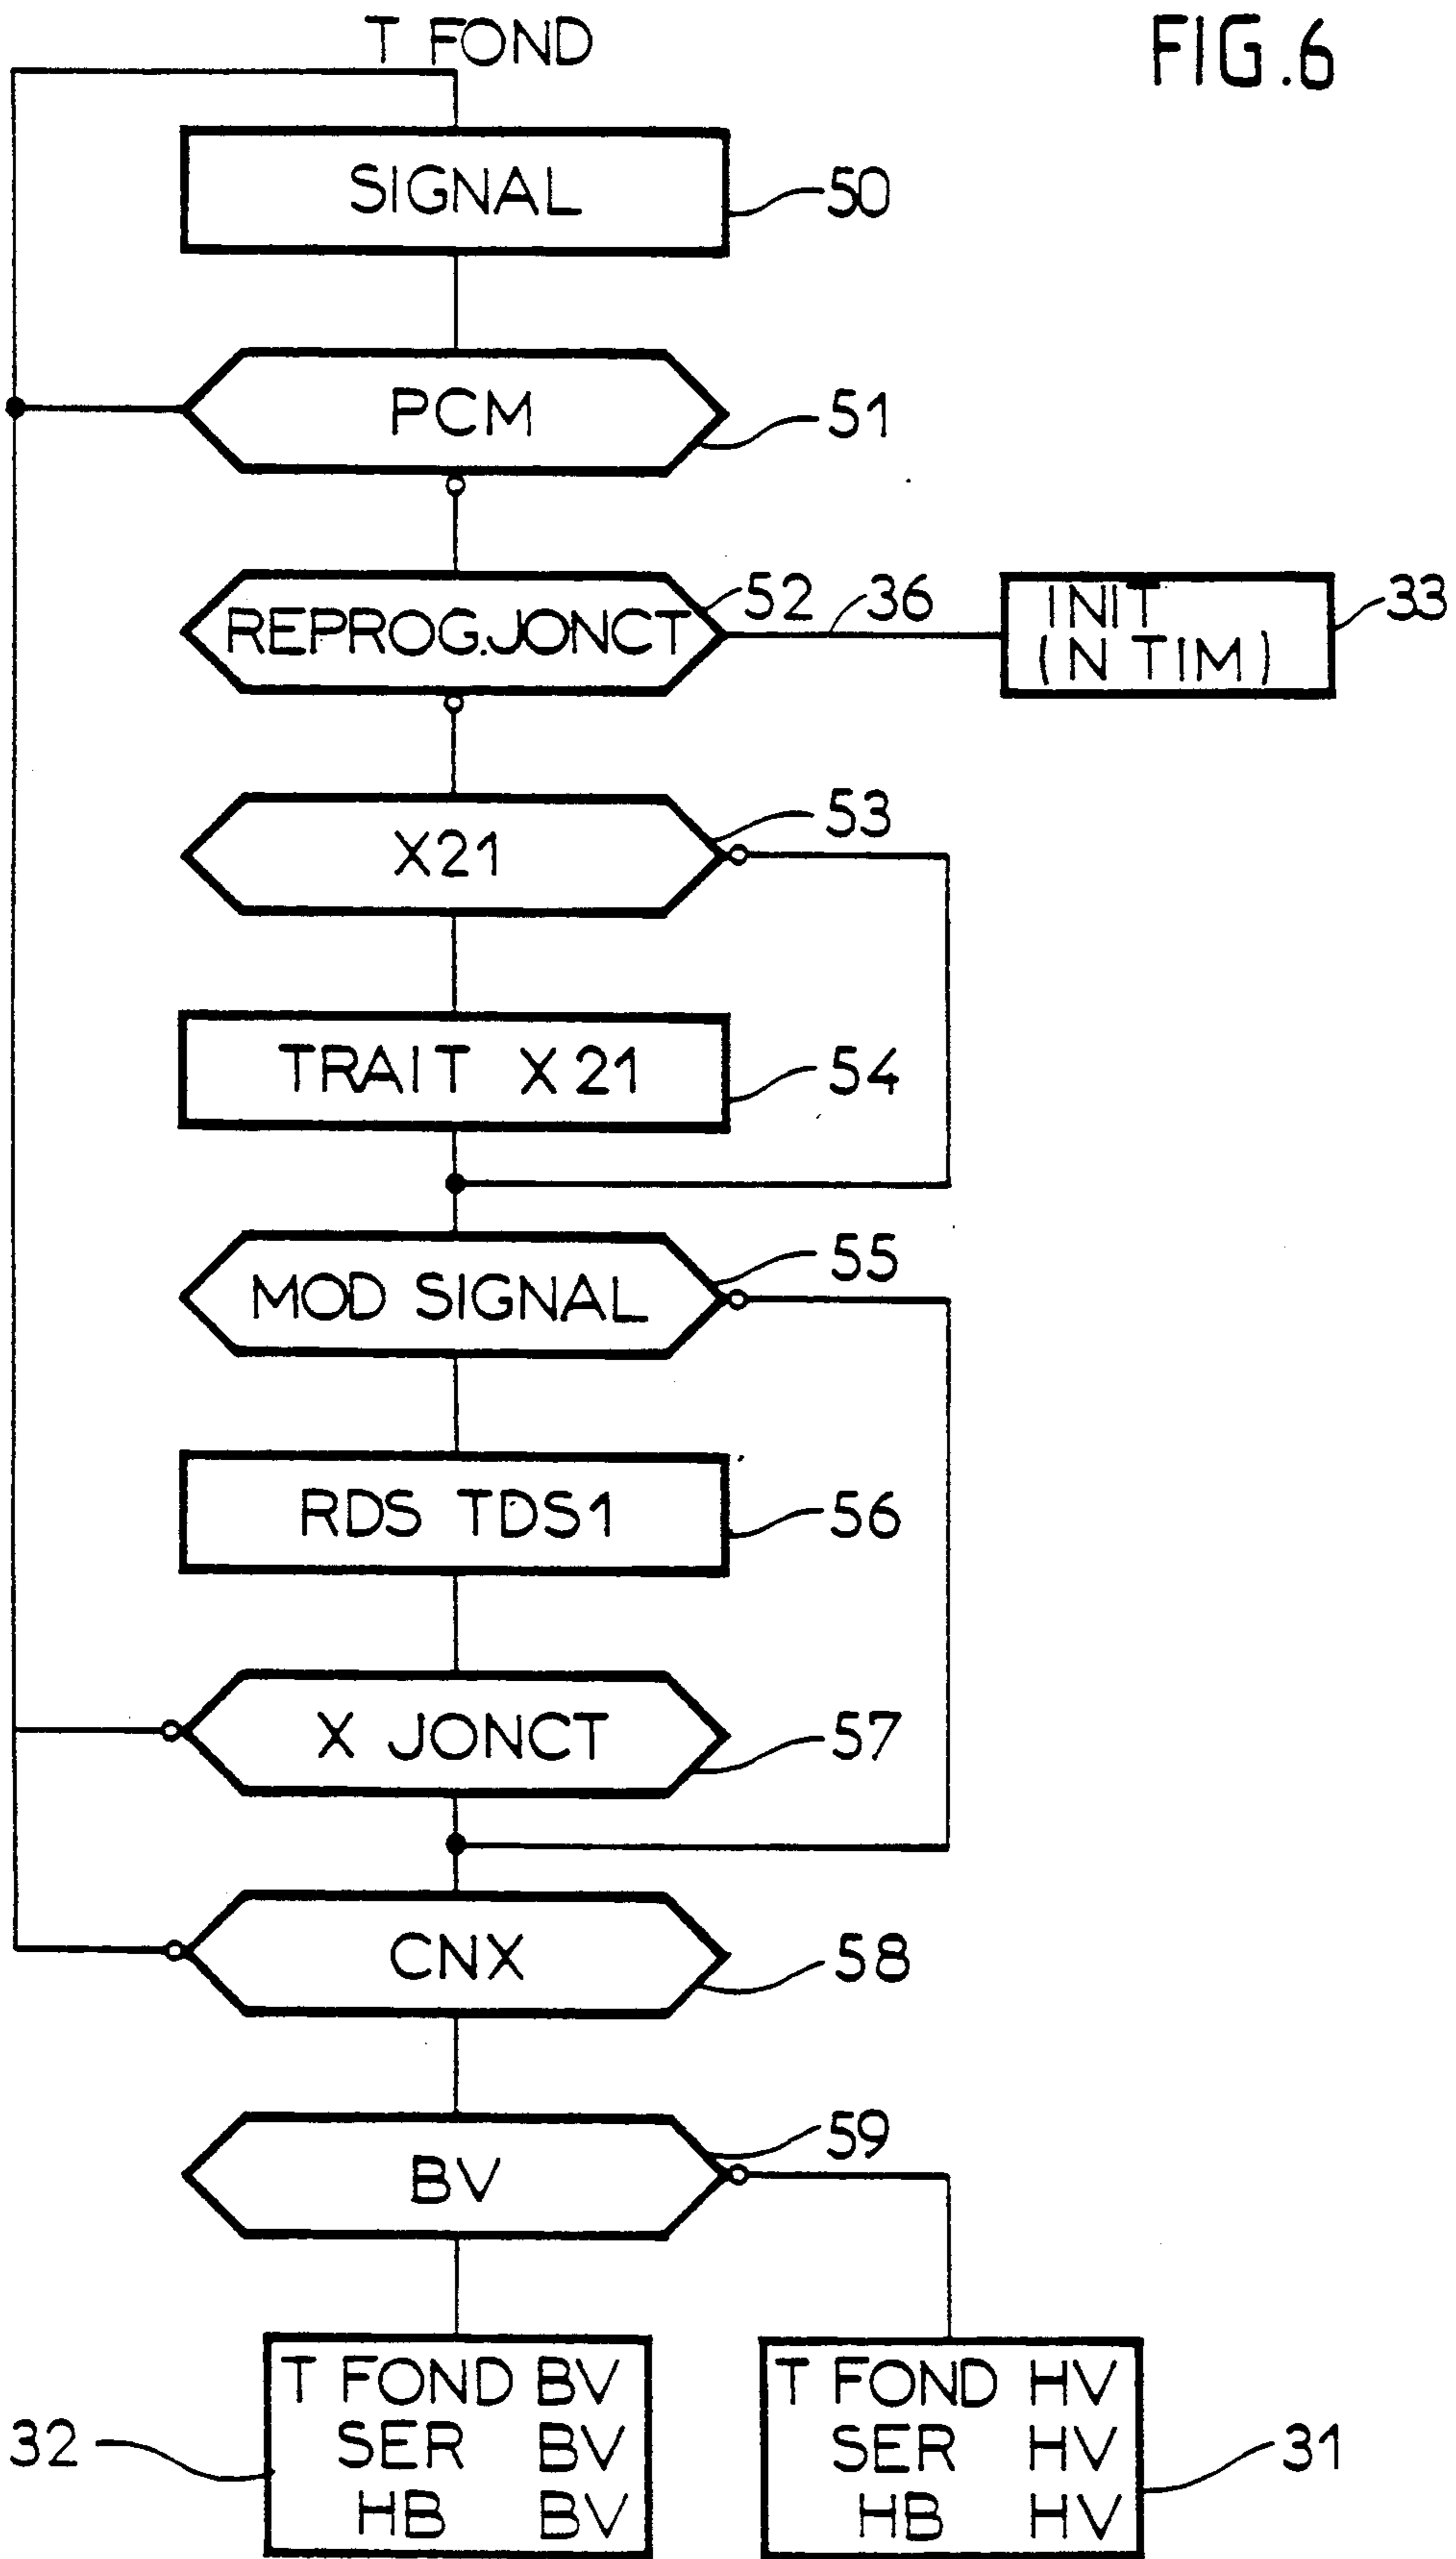 T FOND
FIG.6
SIGNAL
50
PCM
51
REPROG.JONCT
52
36
INIT
(N TIM)
33
X21
53
TRAIT X21
54
MOD SIGNAL
55
RDS TDS1
56
X JONCT
57
CNX
58
BV
59
T FOND BV
SER BV
HB BV
32
T FOND HV
SER HV
HB HV
31